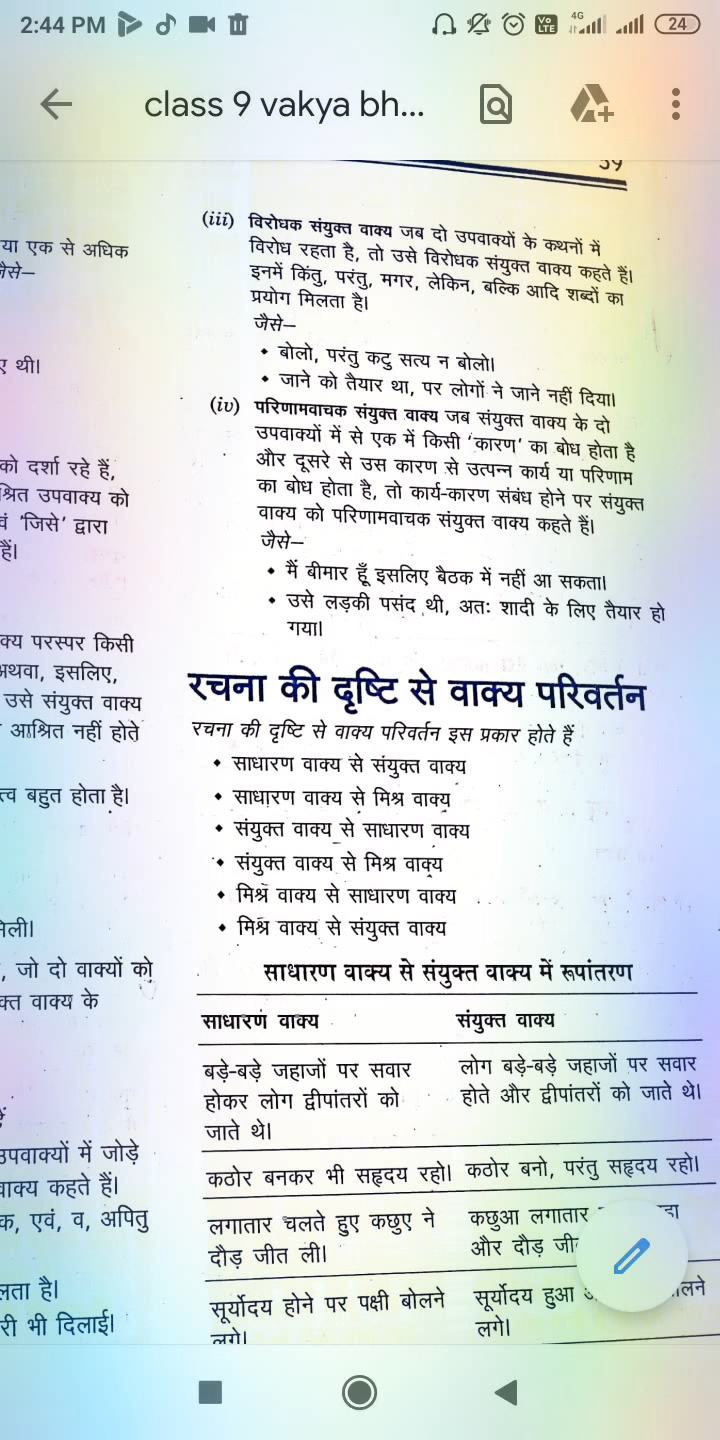 2:44 PM
4G
Vo
LTE
24
class 9 vakya bh...
या एक से अधिक
थी।
को दर्शा रहे हैं,
श्रित उपवाक्य को
'जिसे' द्वारा
हैं।
क्य परस्पर किसी
अथवा, इसलिए,
उसे संयुक्त वाक्य
आश्रित नहीं होते
त्व बहुत होता है।
, जो दो वाक्यों को
क्त वाक्य के
उपवाक्यों में जोड़े
वाक्य कहते हैं।
क, एवं, व, अपितु
लता है।
री भी दिलाई।
(iii) विरोधक संयुक्त वाक्य जब दो उपवाक्यों के कथनों में
विरोध रहता है, तो उसे विरोधक संयुक्त वाक्य कहते हैं।
इनमें किंतु, परंतु, मगर, लेकिन, बल्कि आदि शब्दों का
प्रयोग मिलता है।
जैसे—
• बोलो, परंतु कटु सत्य न बोलो।
• जाने को तैयार था, पर लोगों ने जाने नहीं दिया।
(iv) परिणामवाचक संयुक्त वाक्य जब संयुक्त वाक्य के दो
उपवाक्यों में से एक में किसी 'कारण' का बोध होता है
और दूसरे से उस कारण से उत्पन्न कार्य या परिणाम
का बोध होता है, तो कार्य-कारण संबंध होने पर संयुक्त
वाक्य को परिणामवाचक संयुक्त वाक्य कहते हैं।
जैसे—
• मैं बीमार हूँ इसलिए बैठक में नहीं आ सकता।
• उसे लड़की पसंद थी, अतः शादी के लिए तैयार हो
गया।
रचना की दृष्टि से वाक्य परिवर्तन
रचना की दृष्टि से वाक्य परिवर्तन इस प्रकार होते हैं
• साधारण वाक्य से संयुक्त वाक्य
• साधारण वाक्य से मिश्र वाक्य
• संयुक्त वाक्य से साधारण वाक्य
• संयुक्त वाक्य से मिश्र वाक्य
• मिश्र वाक्य से साधारण वाक्य
• मिश्र वाक्य से संयुक्त वाक्य
साधारण वाक्य से संयुक्त वाक्य में रूपांतरण
साधारण वाक्य संयुक्त वाक्य
बड़े-बड़े जहाजों पर सवार लोग बड़े-बड़े जहाजों पर सवार
होकर लोग द्वीपांतरों को होते और द्वीपांतरों को जाते थे।
जाते थे।
कठोर बनकर भी सहृदय रहो। कठोर बनो, परंतु सहृदय रहो।
लगातार चलते हुए कछुए ने कछुआ लगातार
दौड़ जीत ली। और दौड़
सूर्योदय होने पर पक्षी बोलने सूर्योदय हुआ
लगे। लगे।